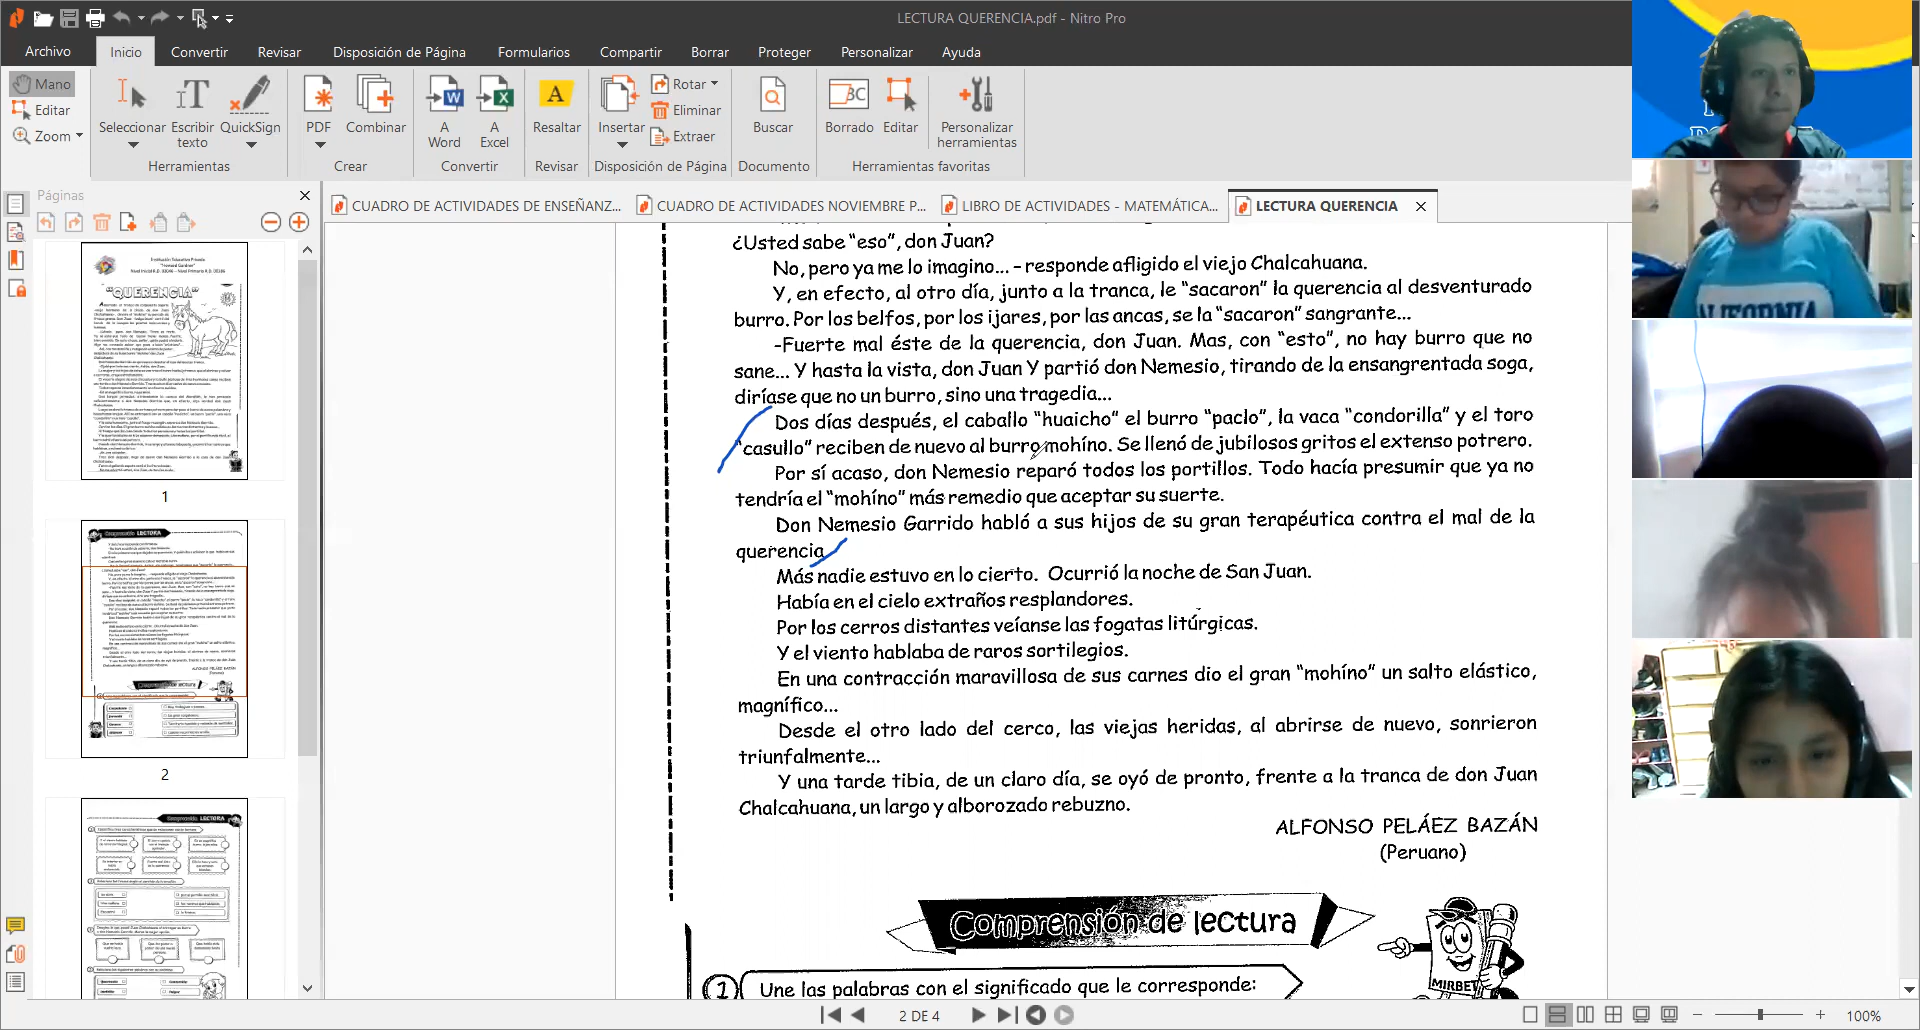 LECTURA QUERENCIA.pdf - Nitro Pro
Archivo Inicio Convertir Revisar Disposición de Página Formularios Compartir Borrar Proteger Personalizar Ayuda
Mano
Editar
Zoom
Seleccionar
Escribir texto
QuickSign
Herramientas
PDF
Combinar
Crear
A Word
A Excel
Convertir
Resaltar
Revisar
Insertar
Rotar
Eliminar
Extraer
Disposición de Página
Buscar
Documento
Borrado
Editar
Personalizar herramientas
Herramientas favoritas
Páginas
CUADRO DE ACTIVIDADES DE ENSEÑANZ...
CUADRO DE ACTIVIDADES NOVIEMBRE P...
LIBRO DE ACTIVIDADES - MATEMÁTICA...
LECTURA QUERENCIA
"QUERENCIA"
1
2
¿Usted sabe "eso", don Juan?
No, pero ya me lo imagino... - responde afligido el viejo Chalcahuana.
Y, en efecto, al otro día, junto a la tranca, le "sacaron" la querencia al desventurado
burro. Por los belfos, por los ijares, por las ancas, se la "sacaron" sangrante...
-Fuerte mal éste de la querencia, don Juan. Mas, con "esto", no hay burro que no
sane... Y hasta la vista, don Juan Y partió don Nemesio, tirando de la ensangrentada soga,
diríase que no un burro, sino una tragedia...
Dos días después, el caballo "huaicho" el burro "paclo", la vaca "condorilla" y el toro
"casullo" reciben de nuevo al burro mohíno. Se llenó de jubilosos gritos el extenso potrero.
Por sí acaso, don Nemesio reparó todos los portillos. Todo hacía presumir que ya no
tendría el "mohíno" más remedio que aceptar su suerte.
Don Nemesio Garrido habló a sus hijos de su gran terapéutica contra el mal de la
querencia
Más nadie estuvo en lo cierto. Ocurrió la noche de San Juan.
Había en el cielo extraños resplandores.
Por los cerros distantes veíanse las fogatas litúrgicas.
Y el viento hablaba de raros sortilegios.
En una contracción maravillosa de sus carnes dio el gran "mohíno" un salto elástico,
magnífico...
Desde el otro lado del cerco, las viejas heridas, al abrirse de nuevo, sonrieron
triunfalmente...
Y una tarde tibia, de un claro día, se oyó de pronto, frente a la tranca de don Juan
Chalcahuana, un largo y alborozado rebuzno.
ALFONSO PELÁEZ BAZÁN
(Peruano)
Comprensión de lectura
MIRBET
1 Une las palabras con el significado que le corresponde:
2 DE 4
100%
CALIFORNIA